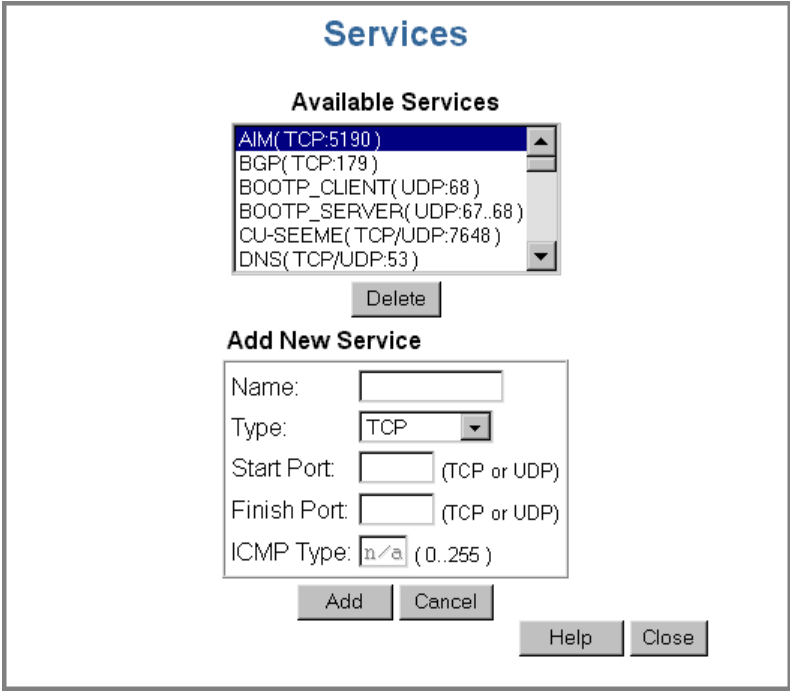 Services
Available Services
AIM(TCP:5190)
BGP(TCP:179)
BOOTP_CLIENT(UDP:68)
BOOTP_SERVER(UDP:67..68)
CU-SEEME(TCP/UDP:7648)
DNS(TCP/UDP:53)
Delete
Add New Service
Name:
Type: TCP
Start Port: (TCP or UDP)
Finish Port: (TCP or UDP)
ICMP Type: n/a (0..255)
Add Cancel
Help Close